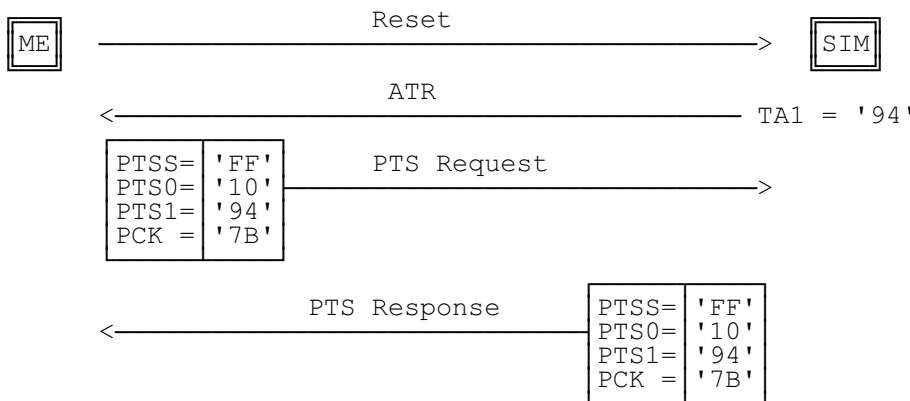 Reset
ME SIM
ATR
TA1 = '94'
PTSS= 'FF' PTS Request
PTS0= '10'
PTS1= '94'
PCK = '7B'
PTS Response PTSS= 'FF'
PTS0= '10'
PTS1= '94'
PCK = '7B'